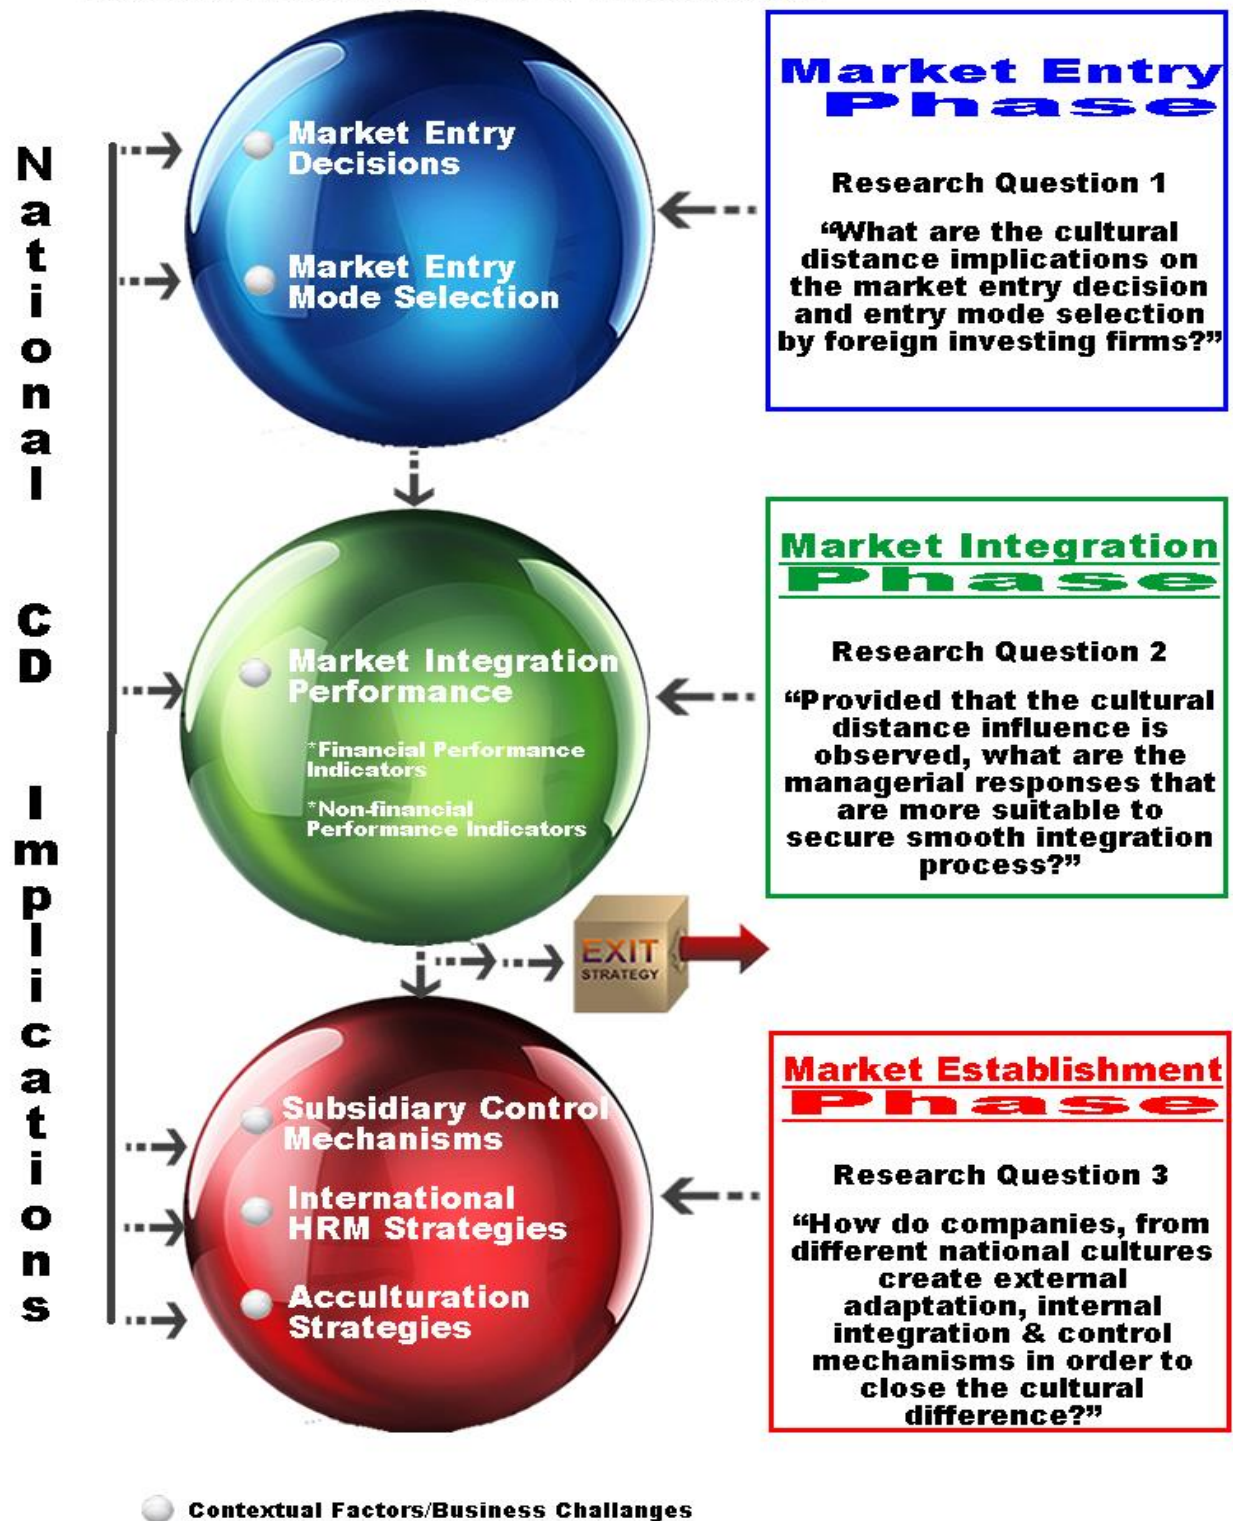 National CD Implications
Market Entry
Decisions
Market Entry
Mode Selection
Market Entry
Phase
Research Question 1
“What are the cultural
distance implications on
the market entry decision
and entry mode selection
by foreign investing firms?”
Market Integration
Performance
*Financial Performance
Indicators
*Non-financial
Performance Indicators
Market Integration
Phase
Research Question 2
“Provided that the cultural
distance influence is
observed, what are the
managerial responses that
are more suitable to
secure smooth integration
process?”
EXIT
STRATEGY
Subsidiary Control
Mechanisms
International
HRM Strategies
Acculturation
Strategies
Market Establishment
Phase
Research Question 3
“How do companies, from
different national cultures
create external
adaptation, internal
integration & control
mechanisms in order to
close the cultural
difference?”
Contextual Factors/Business Challanges